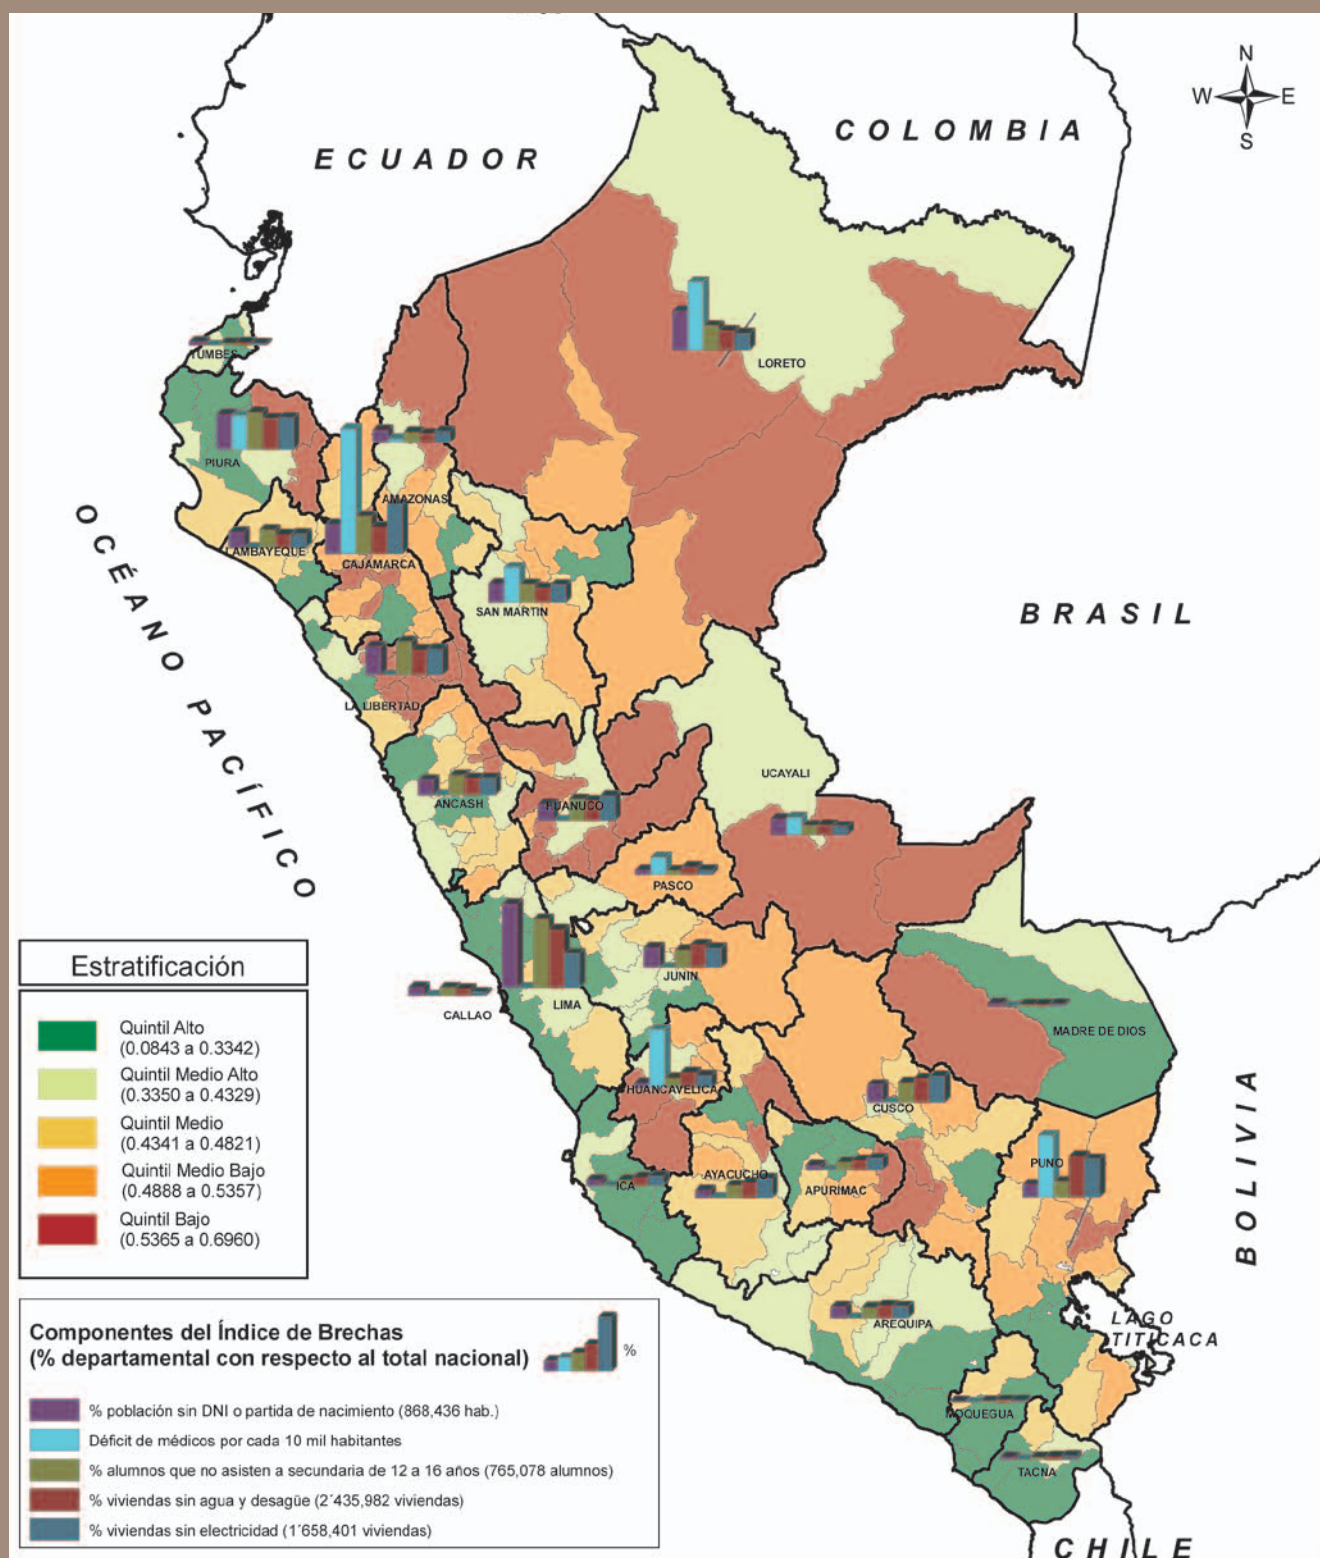 N
W E
S
COLOMBIA
ECUADOR
LORETO
TUMBES
PIURA
AMAZONAS
LAMBAYEQUE
CAJAMARCA
SAN MARTIN
BRASIL
OCÉANO PACÍFICO
LA LIBERTAD
UCAYALI
ANCASH
HUANUCO
PASCO
JUNIN
LIMA
CALLAO
MADRE DE DIOS
HUANCAVELICA
CUSCO
BOLIVIA
PUNO
AYACUCHO
ICA
APURIMAC
AREQUIPA
LAGO
TITICACA
MOQUEGUA
TACNA
CHILE
Estratificación
Quintil Alto
(0.0843 a 0.3342)
Quintil Medio Alto
(0.3350 a 0.4329)
Quintil Medio
(0.4341 a 0.4821)
Quintil Medio Bajo
(0.4888 a 0.5357)
Quintil Bajo
(0.5365 a 0.6960)
Componentes del Índice de Brechas
(% departamental con respecto al total nacional)
%
% población sin DNI o partida de nacimiento (868,436 hab.)
Déficit de médicos por cada 10 mil habitantes
% alumnos que no asisten a secundaria de 12 a 16 años (765,078 alumnos)
% viviendas sin agua y desagüe (2´435,982 viviendas)
% viviendas sin electricidad (1´658,401 viviendas)